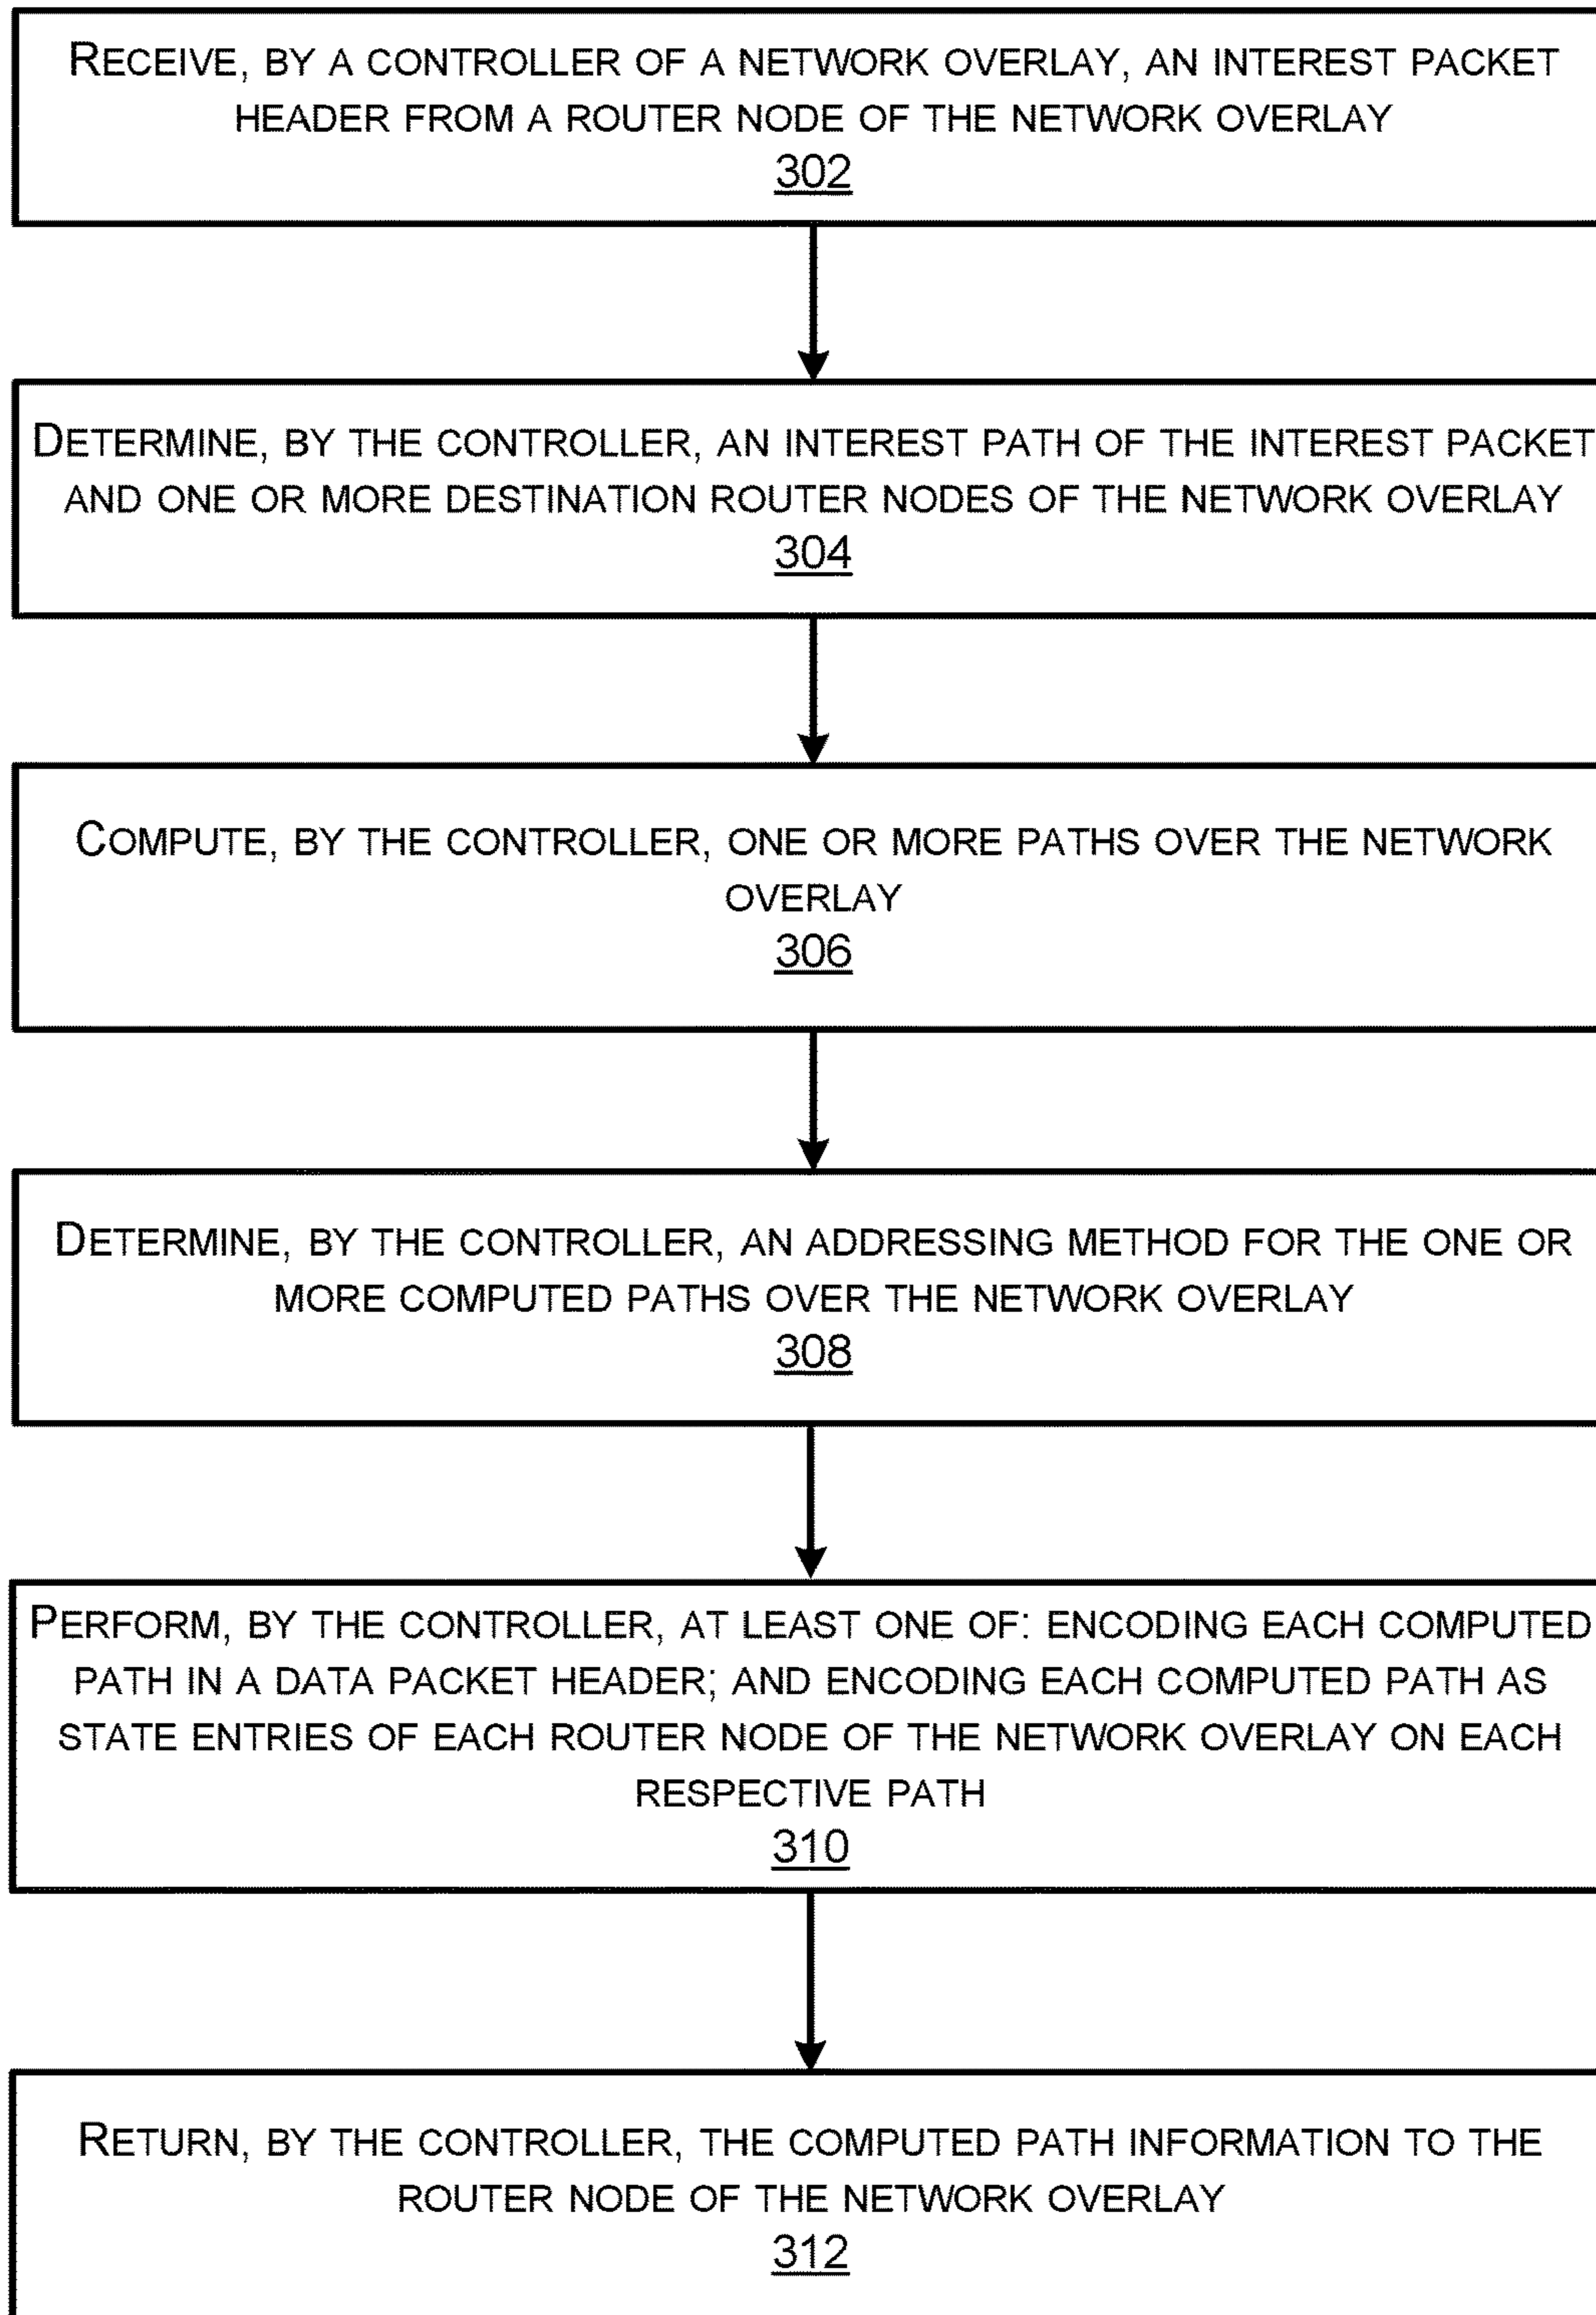 RECEIVE, BY A CONTROLLER OF A NETWORK OVERLAY, AN INTEREST PACKET
HEADER FROM A ROUTER NODE OF THE NETWORK OVERLAY
302
DETERMINE, BY THE CONTROLLER, AN INTEREST PATH OF THE INTEREST PACKET
AND ONE OR MORE DESTINATION ROUTER NODES OF THE NETWORK OVERLAY
304
COMPUTE, BY THE CONTROLLER, ONE OR MORE PATHS OVER THE NETWORK
OVERLAY
306
DETERMINE, BY THE CONTROLLER, AN ADDRESSING METHOD FOR THE ONE OR
MORE COMPUTED PATHS OVER THE NETWORK OVERLAY
308
PERFORM, BY THE CONTROLLER, AT LEAST ONE OF: ENCODING EACH COMPUTED
PATH IN A DATA PACKET HEADER; AND ENCODING EACH COMPUTED PATH AS
STATE ENTRIES OF EACH ROUTER NODE OF THE NETWORK OVERLAY ON EACH
RESPECTIVE PATH
310
RETURN, BY THE CONTROLLER, THE COMPUTED PATH INFORMATION TO THE
ROUTER NODE OF THE NETWORK OVERLAY
312